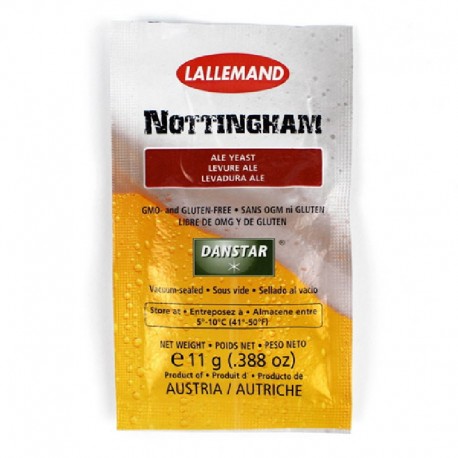 LALLEMAND
NOTTINGHAM
ALE YEAST
LEVURE ALE
LEVADURA ALE
GMO- and GLUTEN-FREE • SANS OGM ni GLUTEN
LIBRE DE OMG Y DE GLUTEN
DANSTAR ®
Vacuum-sealed • Sous vide • Sellado al vacio
Store at • Entreposez à • Almacene entre
5°-10°C (41°-50°F)
NET WEIGHT • POIDS NET • PESO NETO
e 11 g (.388 oz)
Product of • Produit d' • Producto de
AUSTRIA / AUTRICHE